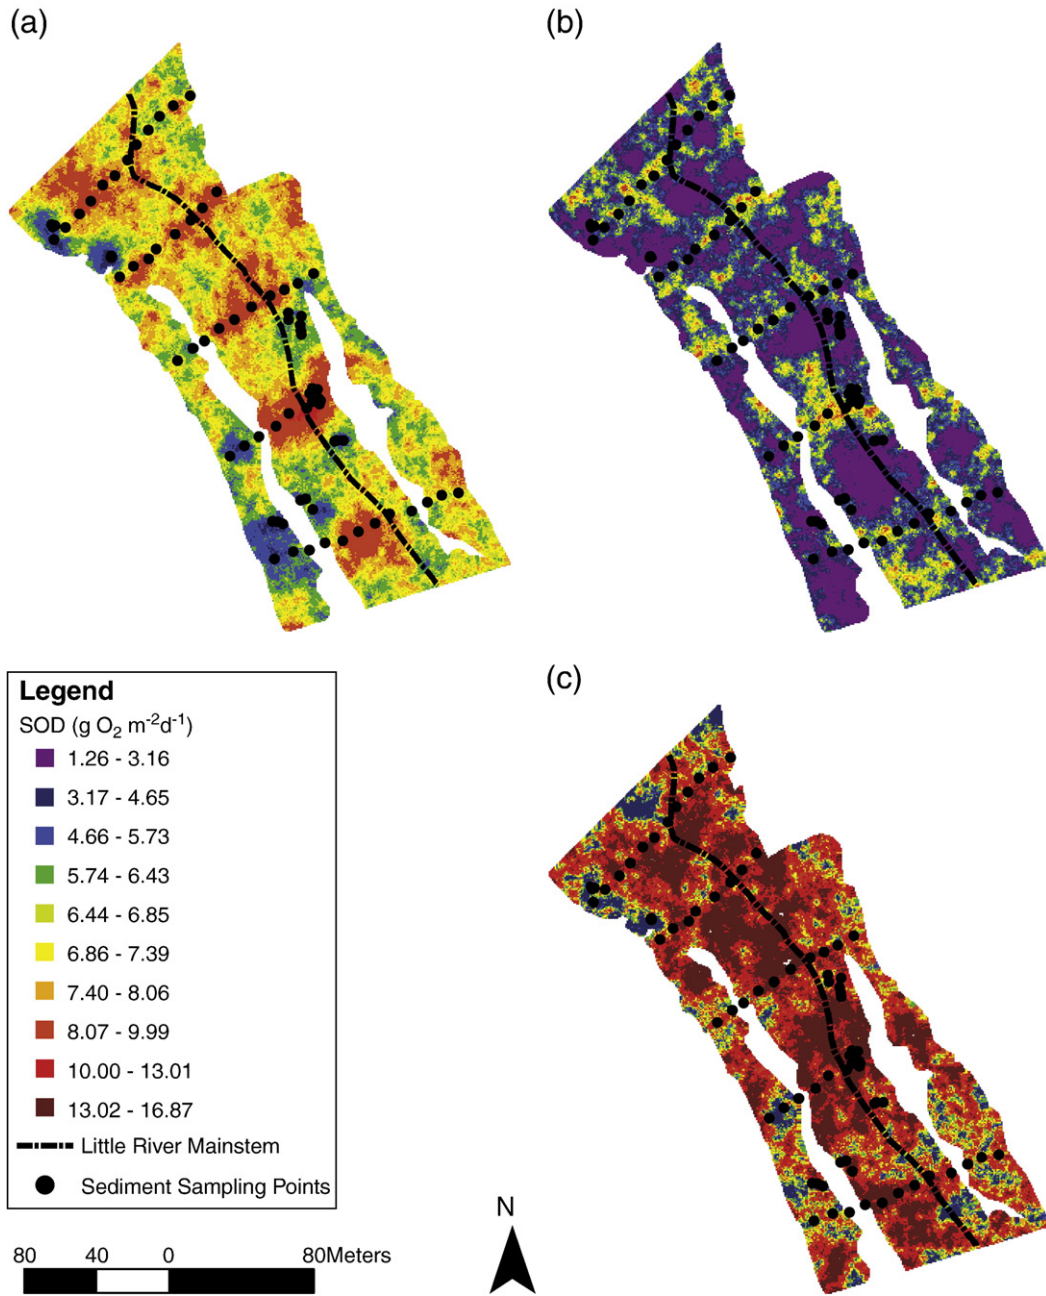 (a)
(b)
Legend
SOD (g O₂ m⁻²d⁻¹)
1.26 - 3.16
3.17 - 4.65
4.66 - 5.73
5.74 - 6.43
6.44 - 6.85
6.86 - 7.39
7.40 - 8.06
8.07 - 9.99
10.00 - 13.01
13.02 - 16.87
Little River Mainstem
Sediment Sampling Points
(c)
80 40 0 80Meters
N